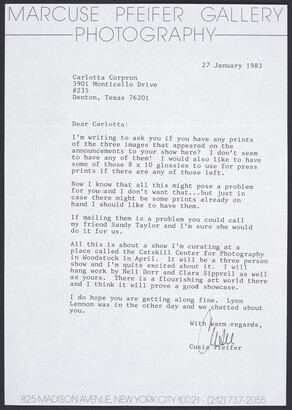 MARCUSE PFEIFER GALLERY
PHOTOGRAPHY
27 January 1983
Carlotta Corpron
3901 Monticello Drive
#235
Denton, Texas 76201
Dear Carlotta:
I'm writing to ask you if you have any prints
of the three images that appeared on the
announcements to your show here? I don't seem
to have any of them! I would also like to have
some of those 8 x 10 glossies to use for press
prints if there are any of those left.
Now I know that all this might pose a problem
for you and I don't want that...but just in
case there might be some prints already on
hand I should like to have them.
If mailing them is a problem you could call
my friend Sandy Taylor and I'm sure she would
do it for us.
All this is about a show I'm curating at a
place called the Catskill Center for Photography
in Woodstock in April. It will be a three person
show and I'm quite excited about it. I will
hang work by Nell Dorr and Clara Sipprell as well
as yours. There is a flourishing art world there
and I think it will prove a good showcase.
I do hope you are getting along fine. Lynn
Lennon was in the other day and we chatted about
you.
With warm regards,
Cusie
Cusie Pfeifer
825 MADISON AVENUE, NEW YORK CITY 10021 - (212) 737-2055